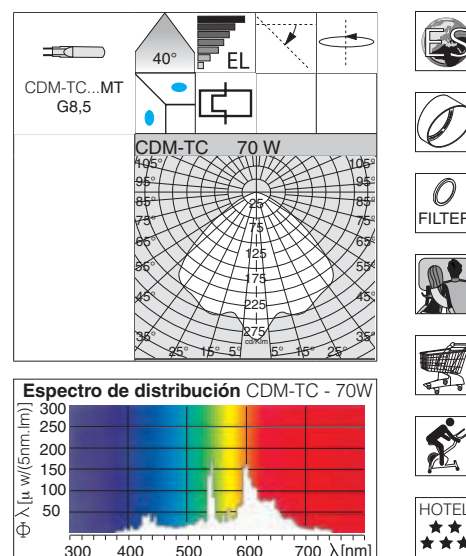 40°
EL
CDM-TC...MT
G8,5
CDM-TC 70 W
105° 105°
95° 95°
85° 85°
75° 75°
65° 65°
55° 55°
45° 45°
35° 35°
25° 15° 5° 5° 15° 25°
25
75
125
175
225
275
cd/Klm
ES
FILTER
HOTEL
Espectro de distribución CDM-TC - 70W
λ [μ w/(5nm.lm)]
300
250
200
150
100
50
300 400 500 600 700 λ[nm]